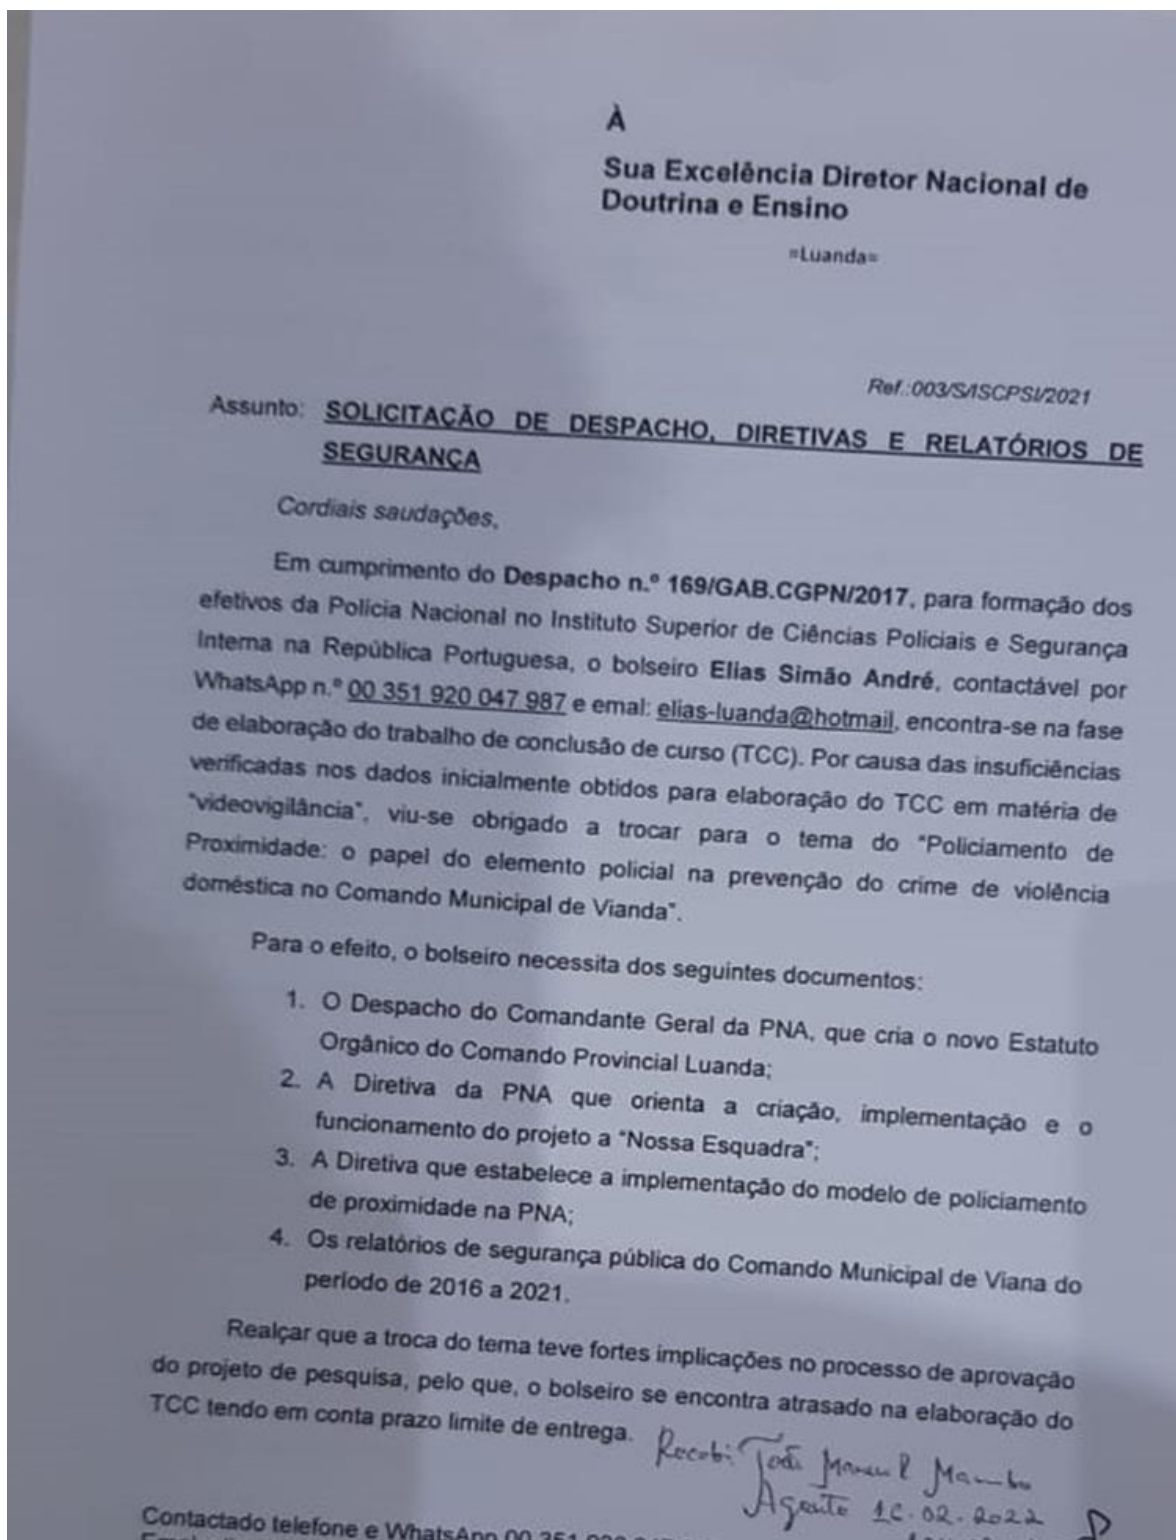 À
Sua Excelência Diretor Nacional de
Doutrina e Ensino
=Luanda=
Ref.:003/S/ISCPSI/2021
Assunto: SOLICITAÇÃO DE DESPACHO, DIRETIVAS E RELATÓRIOS DE
SEGURANÇA
Cordiais saudações,
Em cumprimento do Despacho n.º 169/GAB.CGPN/2017, para formação dos
efetivos da Polícia Nacional no Instituto Superior de Ciências Policiais e Segurança
Interna na República Portuguesa, o bolseiro Elias Simão André, contactável por
WhatsApp n.º 00 351 920 047 987 e emal: elias-luanda@hotmail, encontra-se na fase
de elaboração do trabalho de conclusão de curso (TCC). Por causa das insuficiências
verificadas nos dados inicialmente obtidos para elaboração do TCC em matéria de
"videovigilância", viu-se obrigado a trocar para o tema do "Policiamento de
Proximidade: o papel do elemento policial na prevenção do crime de violência
doméstica no Comando Municipal de Vianda".
Para o efeito, o bolseiro necessita dos seguintes documentos:
1. O Despacho do Comandante Geral da PNA, que cria o novo Estatuto
Orgânico do Comando Provincial Luanda;
2. A Diretiva da PNA que orienta a criação, implementação e o
funcionamento do projeto a "Nossa Esquadra";
3. A Diretiva que estabelece a implementação do modelo de policiamento
de proximidade na PNA;
4. Os relatórios de segurança pública do Comando Municipal de Viana do
período de 2016 a 2021.
Realçar que a troca do tema teve fortes implicações no processo de aprovação
do projeto de pesquisa, pelo que, o bolseiro se encontra atrasado na elaboração do
TCC tendo em conta prazo limite de entrega.
Recebi: João Manuel Mambo
Agente 16.02.2022
Contactado telefone e WhatsApp 00 351